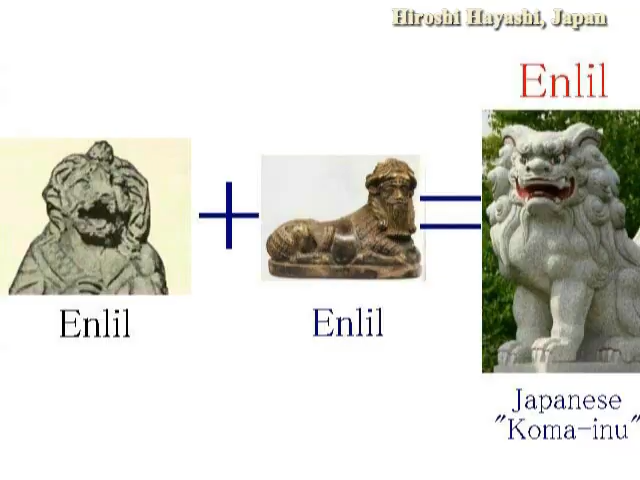 Hiroshi Hayashi, Japan
Enlil
Enlil
Enlil
Japanese
"Koma-inu"